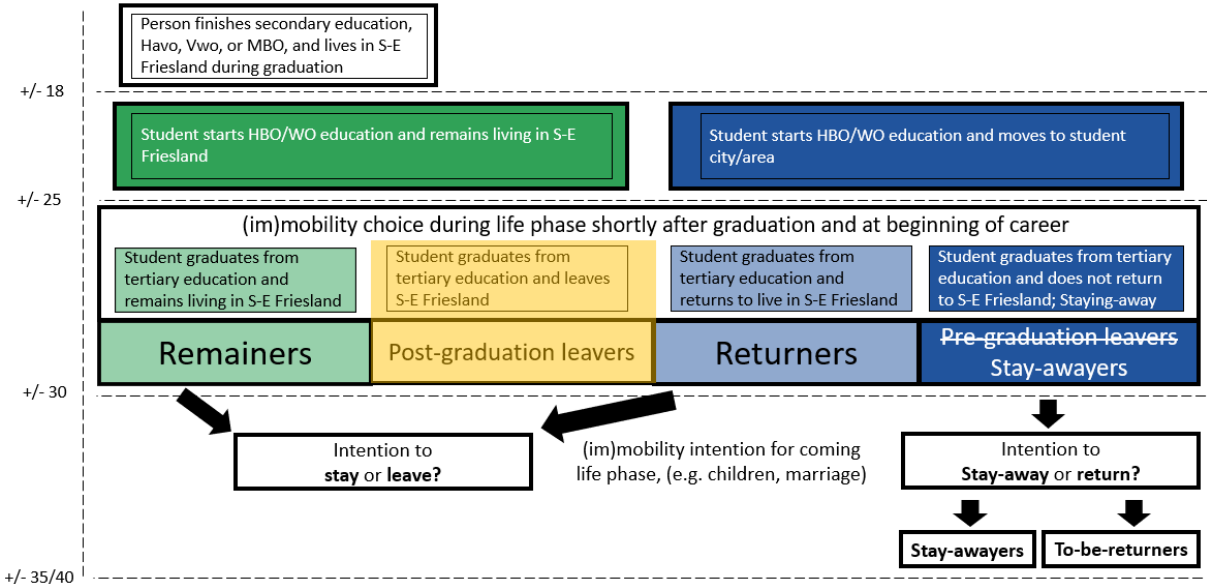 Person finishes secondary education,
Havo, Vwo, or MBO, and lives in S-E
Friesland during graduation
+/- 18
Student starts HBO/WO education and remains living in S-E
Friesland
Student starts HBO/WO education and moves to student
city/area
+/- 25
(im)mobility choice during life phase shortly after graduation and at beginning of career
Student graduates from
tertiary education and
remains living in S-E Friesland
Student graduates from
tertiary education and leaves
S-E Friesland
Student graduates from
tertiary education and
returns to live in S-E Friesland
Student graduates from tertiary
education and does not return
to S-E Friesland; Staying-away
Remainers
Post-graduation leavers
Returners
Pre-graduation leavers
Stay-awayers
+/- 30
Intention to
stay or leave?
(im)mobility intention for coming
life phase, (e.g. children, marriage)
Intention to
Stay-away or return?
Stay-awayers
To-be-returners
+/- 35/40